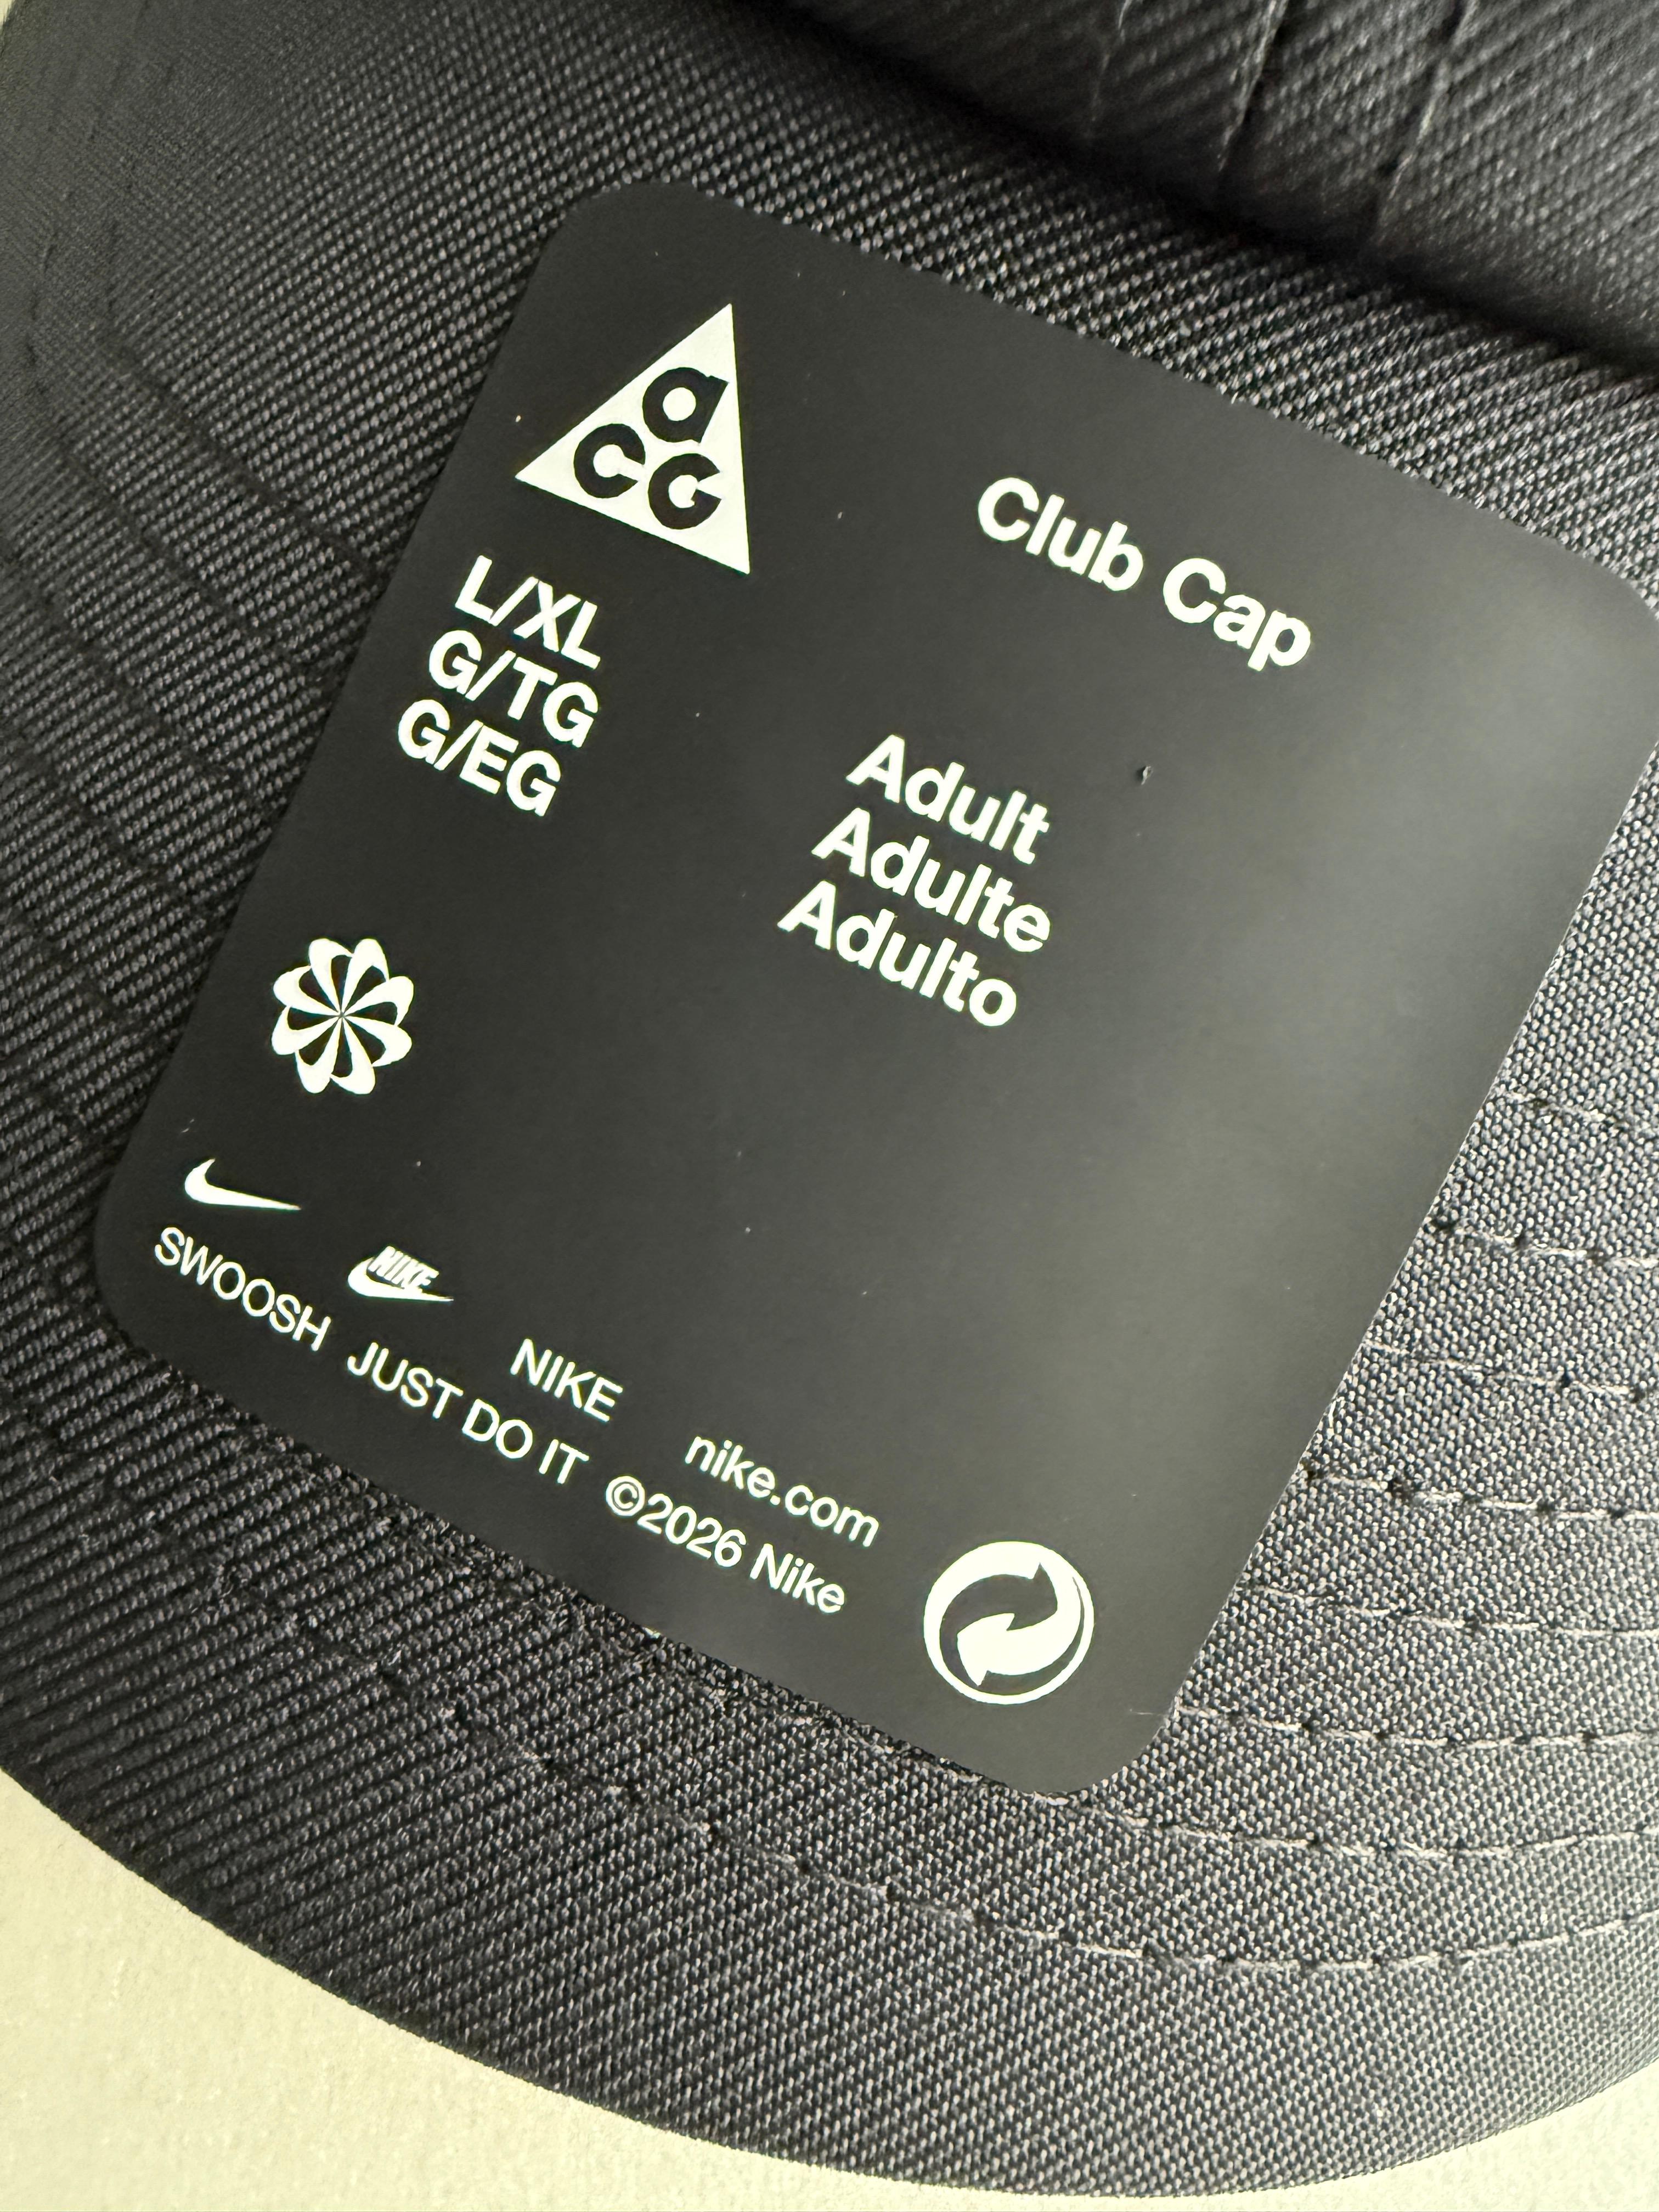 aCG
Club Cap
L/XL
G/TG
G/EG
Adult
Adulte
Adulto
NIKE
NIKE
nike.com
SWOOSH JUST DO IT ©2026 Nike